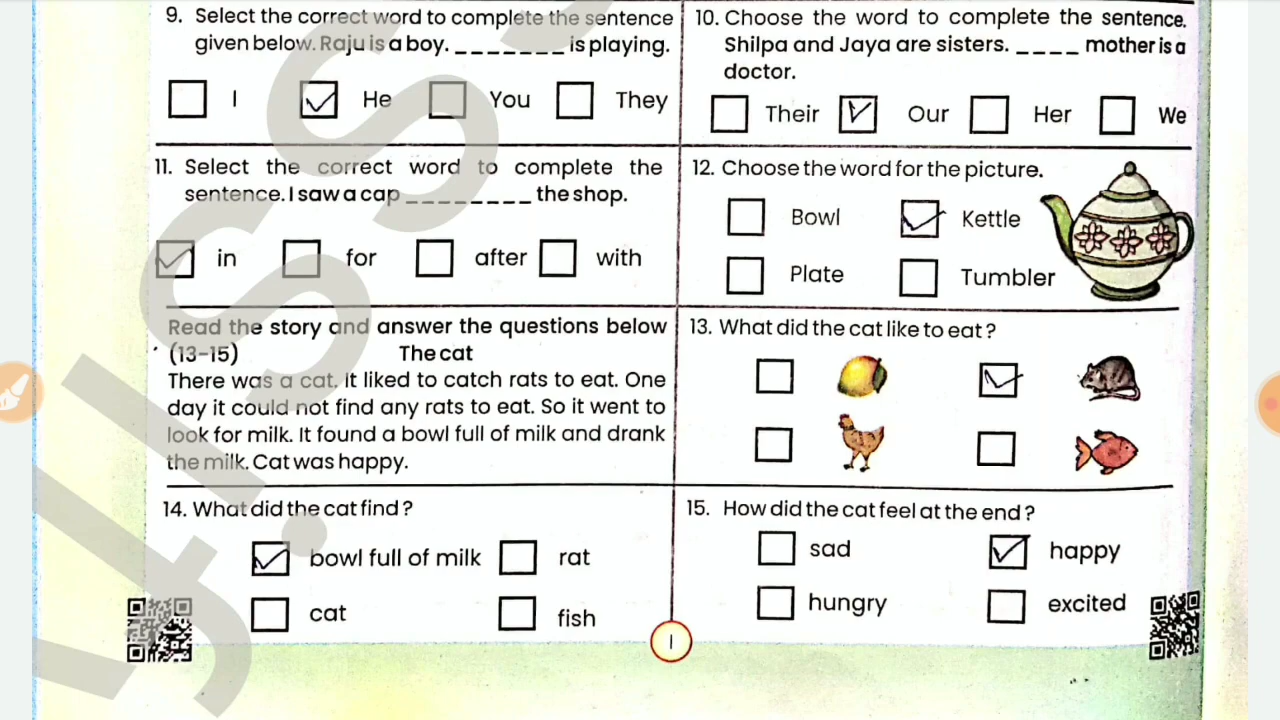 9. Select the correct word to complete the sentence
given below. Raju is a boy. _ _ _ _ _ _ _ is playing.
I He You They
10. Choose the word to complete the sentence.
Shilpa and Jaya are sisters. _ _ _ _ mother is a
doctor.
Their Our Her We
11. Select the correct word to complete the
sentence. I saw a cap _ _ _ _ _ _ _ _ the shop.
in for after with
12. Choose the word for the picture.
Bowl Kettle
Plate Tumbler
Read the story and answer the questions below
(13-15) The cat
There was a cat. It liked to catch rats to eat. One
day it could not find any rats to eat. So it went to
look for milk. It found a bowl full of milk and drank
the milk. Cat was happy.
13. What did the cat like to eat?
14. What did the cat find?
bowl full of milk rat
cat fish
15. How did the cat feel at the end?
sad happy
hungry excited
1